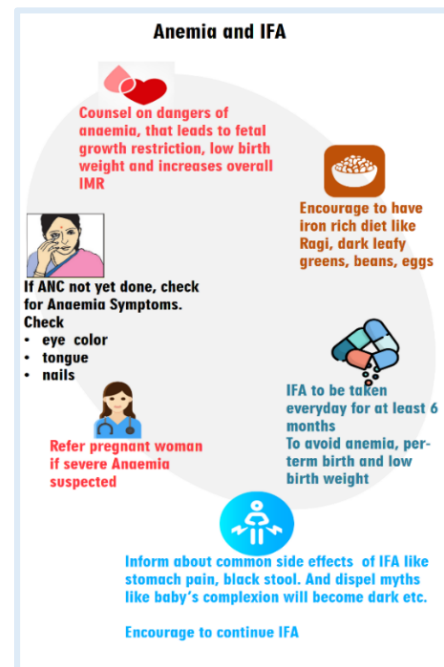 Anemia and IFA
Counsel on dangers of
anaemia, that leads to fetal
growth restriction, low birth
weight and increases overall
IMR
Encourage to have
iron rich diet like
Ragi, dark leafy
greens, beans, eggs
If ANC not yet done, check
for Anaemia Symptoms.
Check
• eye color
• tongue
• nails
IFA to be taken
everyday for at least 6
months
To avoid anemia, per-
term birth and low
birth weight
Refer pregnant woman
if severe Anaemia
suspected
Inform about common side effects of IFA like
stomach pain, black stool. And dispel myths
like baby's complexion will become dark etc.
Encourage to continue IFA